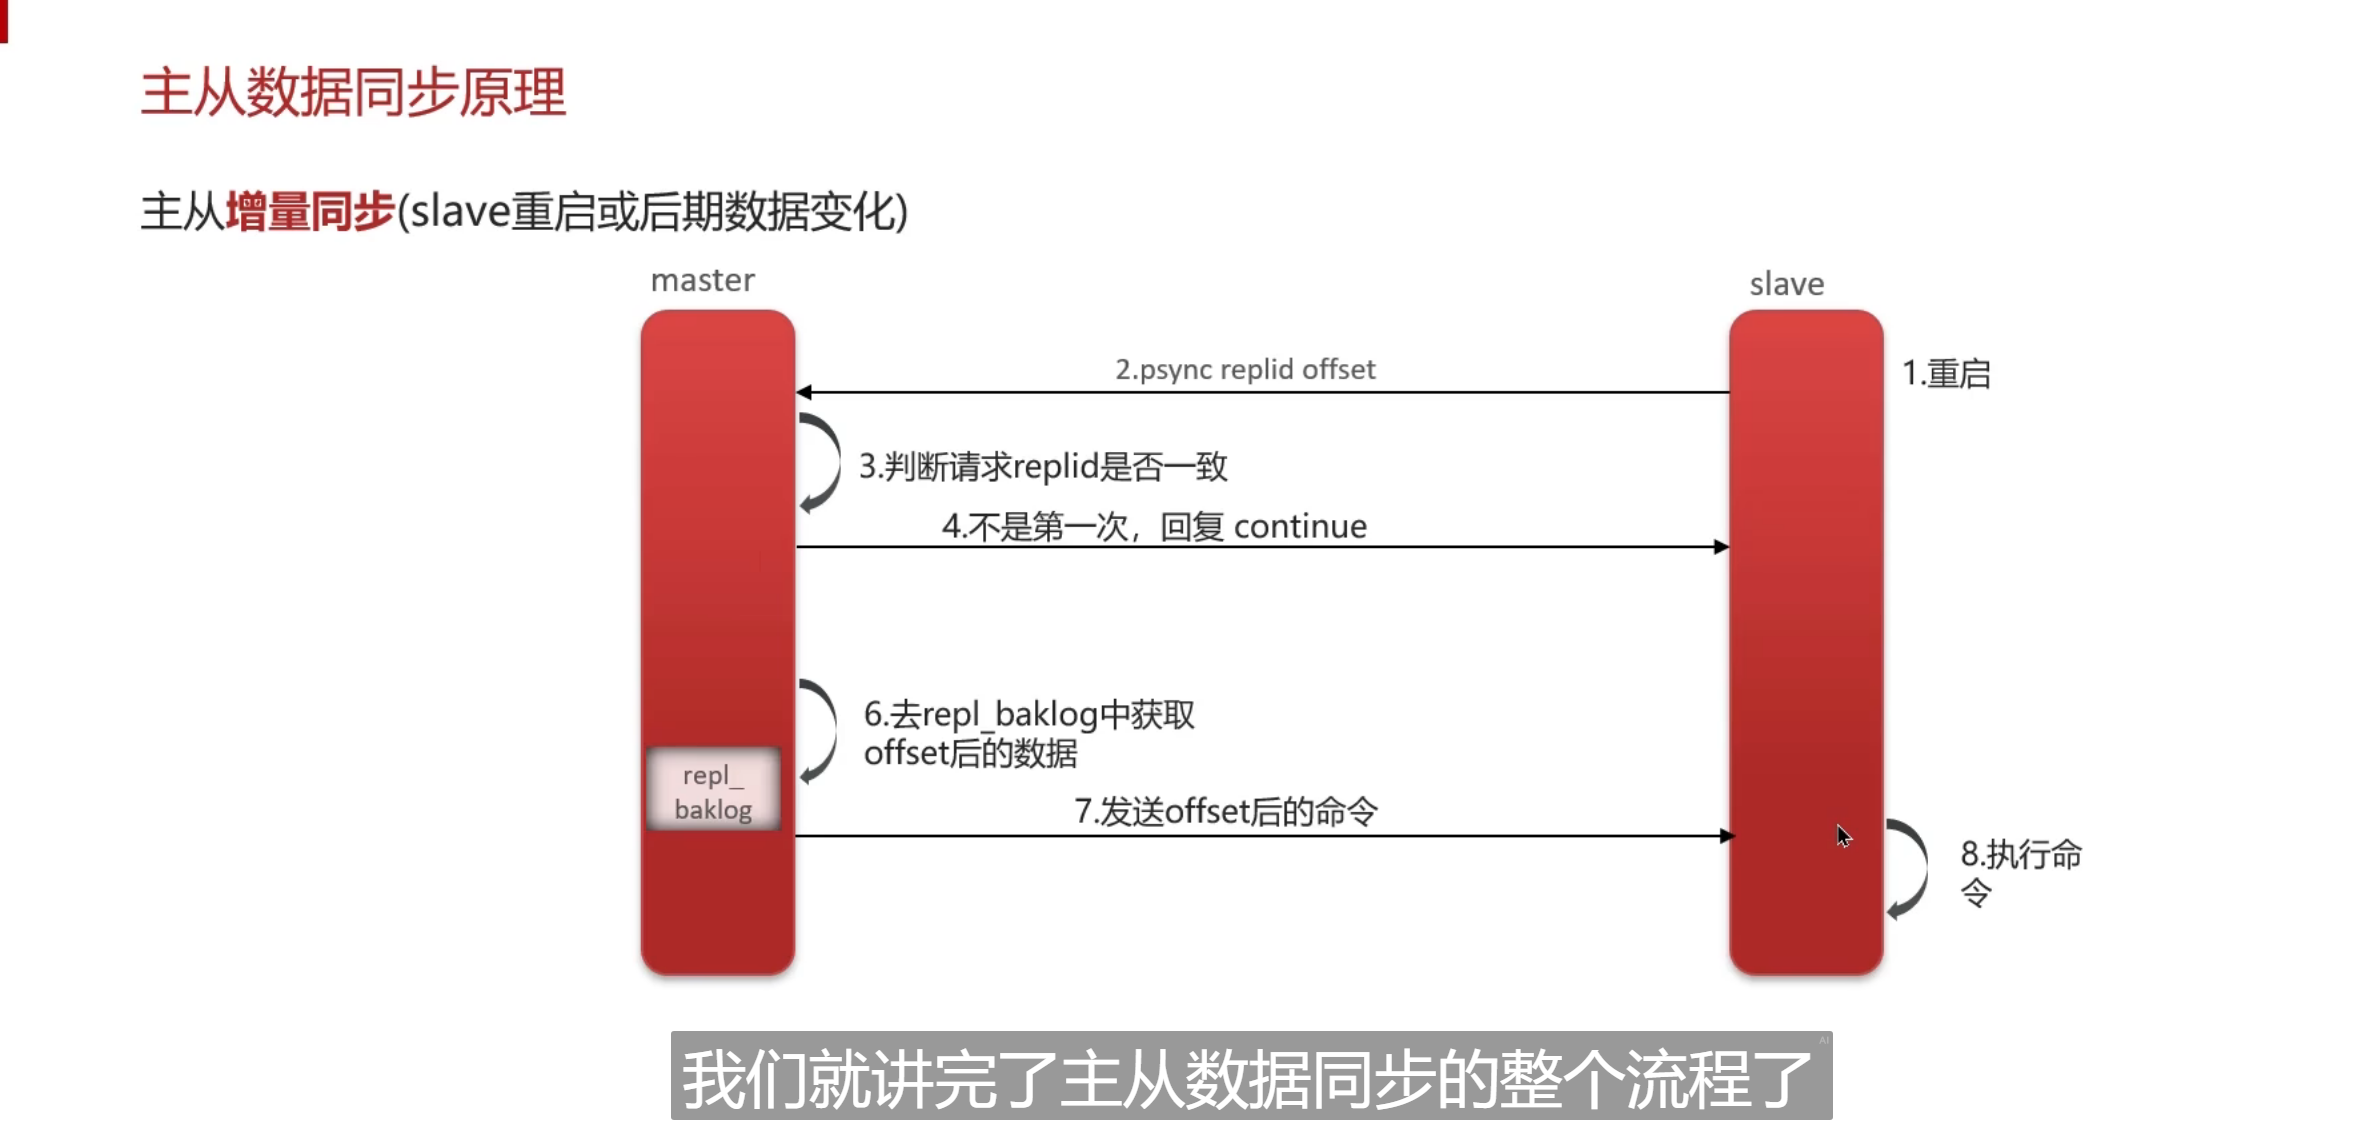 主从数据同步原理
主从增量同步(slave重启或后期数据变化)
master
slave
2.psync replid offset
1.重启
3.判断请求replid是否一致
4.不是第一次，回复 continue
6.去repl_baklog中获取
offset后的数据
repl_
baklog
7.发送offset后的命令
8.执行命
令
我们就讲完了主从数据同步的整个流程了
AI